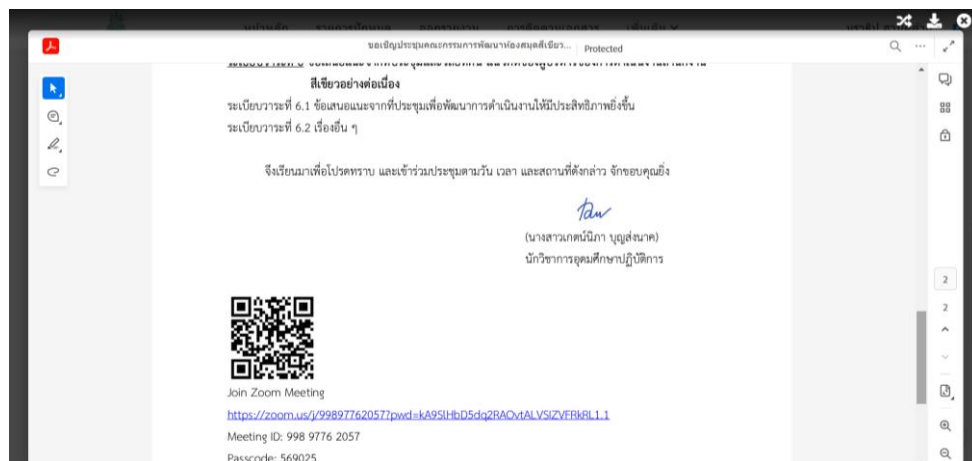 ขอเชิญประชุมคณะกรรมการพัฒนาห้องสมุดสีเขียว...
Protected
สีเขียวอย่างต่อเนื่อง
ระเบียบวาระที่ 6.1 ข้อเสนอแนะจากที่ประชุมเพื่อพัฒนาการดำเนินงานให้มีประสิทธิภาพยิ่งขึ้น
ระเบียบวาระที่ 6.2 เรื่องอื่น ๆ
จึงเรียนมาเพื่อโปรดทราบ และเข้าร่วมประชุมตามวัน เวลา และสถานที่ดังกล่าว จักขอบคุณยิ่ง
(นางสาวเกศน์นิภา บุญส่งนาค)
นักวิชาการอุดมศึกษาปฏิบัติการ
2
2
Join Zoom Meeting
https://zoom.us/j/99897762057?pwd=kA9SlHbD5dq2RAOvtALVSIZVFRkRL1.1
Meeting ID: 998 9776 2057
Passcode: 569025